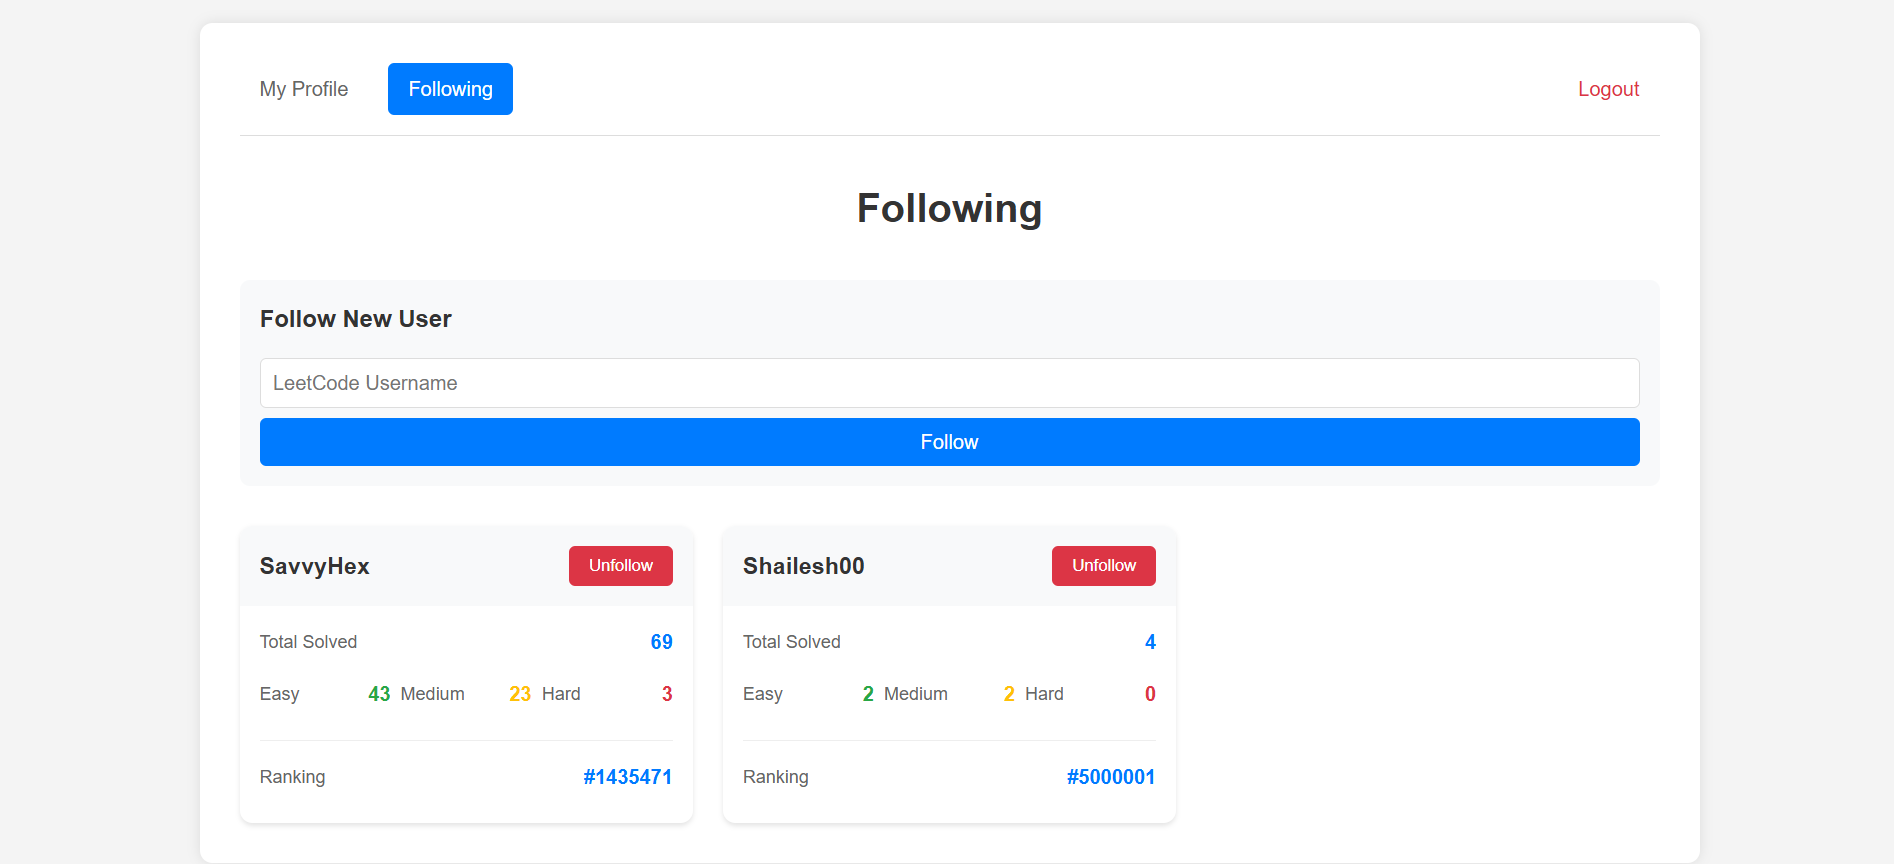 My Profile Following Logout
Following
Follow New User
LeetCode Username
Follow
SavvyHex Unfollow
Total Solved 69
Easy 43 Medium 23 Hard 3
Ranking #1435471
Shailesh00 Unfollow
Total Solved 4
Easy 2 Medium 2 Hard 0
Ranking #5000001